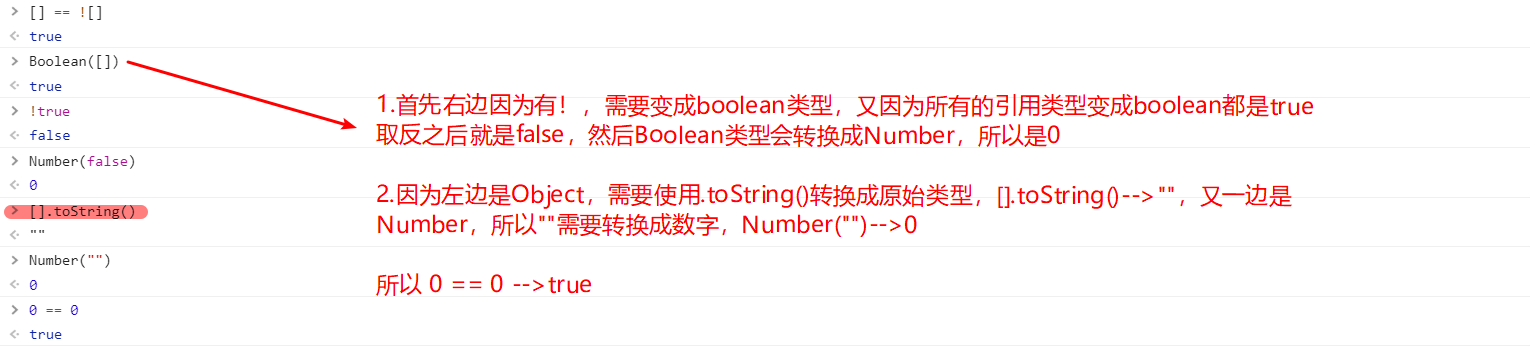 > [] == ![]
<· true
> Boolean([])
<· true
> !true
<· false
> Number(false)
<· 0
> [].toString()
<· ""
> Number("")
<· 0
> 0 == 0
<· true
1.首先右边因为有！，需要变成boolean类型，又因为所有的引用类型变成boolean都是true
取反之后就是false，然后Boolean类型会转换成Number，所以是0
2.因为左边是Object，需要使用.toString()转换成原始类型，[].toString()-->""，又一边是
Number，所以""需要转换成数字，Number("")-->0
所以 0 == 0 -->true